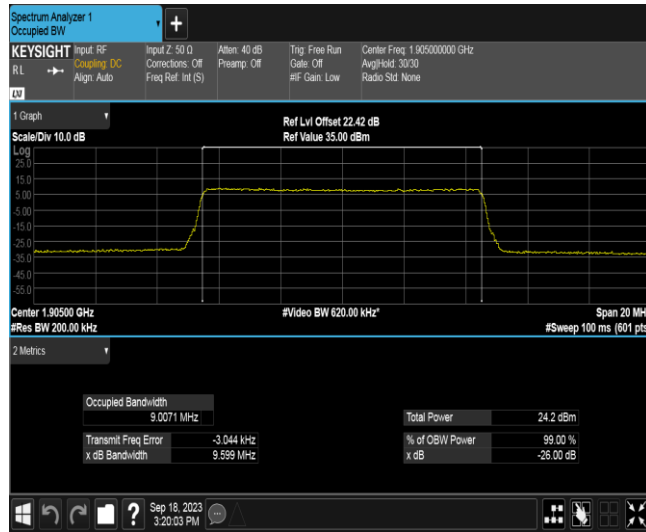 Spectrum Analyzer 1
Occupied BW
+
KEYSIGHT
RL
LXI
Input: RF
Coupling: DC
Align: Auto
Input Z: 50 Ω
Corrections: Off
Freq Ref: Int (S)
Atten: 40 dB
Preamp: Off
Trig: Free Run
Gate: Off
#IF Gain: Low
Center Freq: 1.905000000 GHz
Avg|Hold: 30/30
Radio Std: None
1 Graph
Scale/Div 10.0 dB
Ref Lvl Offset 22.42 dB
Ref Value 35.00 dBm
Log
25.0
15.0
5.00
-5.00
-15.0
-25.0
-35.0
-45.0
-55.0
Center 1.90500 GHz
#Res BW 200.00 kHz
#Video BW 620.00 kHz*
Span 20 MH
#Sweep 100 ms (601 pts
2 Metrics
Occupied Bandwidth
9.0071 MHz
Transmit Freq Error -3.044 kHz
x dB Bandwidth 9.599 MHz
Total Power 24.2 dBm
% of OBW Power 99.00 %
x dB -26.00 dB
?
Sep 18, 2023
3:20:03 PM